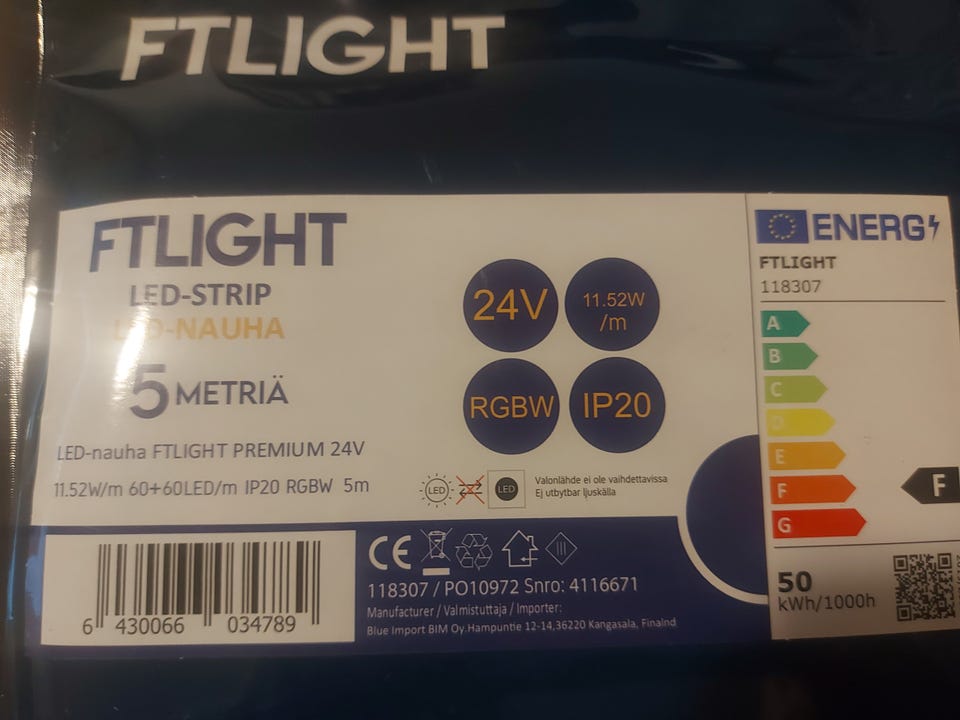 FTLIGHT
FTLIGHT
LED-STRIP
LED-NAUHA
5 METRIÄ
LED-nauha FTLIGHT PREMIUM 24V
11.52W/m 60+60LED/m IP20 RGBW 5m
24V
11.52W
/m
RGBW
IP20
LED
LED
Valonlähde ei ole vaihdettavissa
Ej utbytbar ljuskälla
CE
118307 / PO10972 Snro: 4116671
Manufacturer / Valmistuttaja / Importer:
Blue Import BIM Oy.Hampuntie 12-14,36220 Kangasala, Finalnd
6 430066 034789
ENERG
FTLIGHT
118307
A
B
C
D
E
F
G
F
50
kWh/1000h